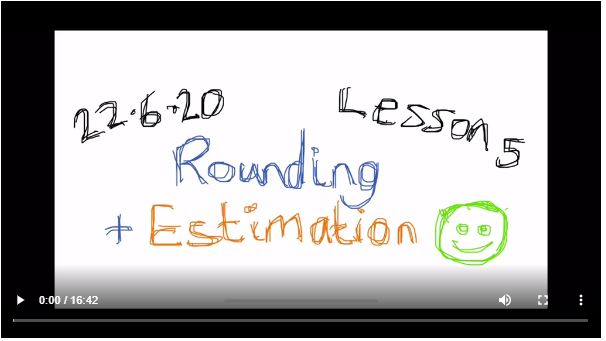 22.6.20 Lesson 5
Rounding
+ Estimation
0:00 / 16:42